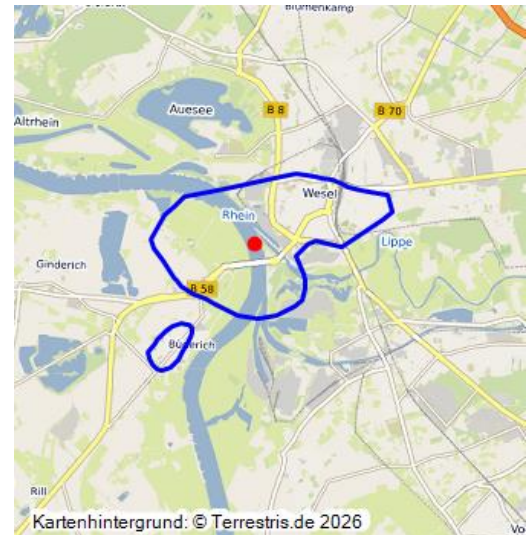 Blumenkamp
Auesee
B 8
B 70
Altrhein
Wesel
Rhein
Lippe
Ginderich
B 58
Büderich
Rill
Kartenhintergrund: © Terrestris.de 2026